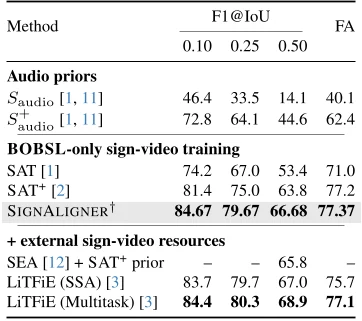 Method F1@IoU FA
0.10 0.25 0.50
Audio priors
S_audio [1, 11] 46.4 33.5 14.1 40.1
S^+_audio [1, 11] 72.8 64.1 44.6 62.4
BOBSL-only sign-video training
SAT [1] 74.2 67.0 53.4 71.0
SAT⁺ [2] 81.4 75.0 63.8 77.2
SIGNALIGNER† 84.67 79.67 66.68 77.37
+ external sign-video resources
SEA [12] + SAT⁺ prior – – 65.8 –
LiTFiE (SSA) [3] 83.7 79.7 67.0 75.7
LiTFiE (Multitask) [3] 84.4 80.3 68.9 77.1